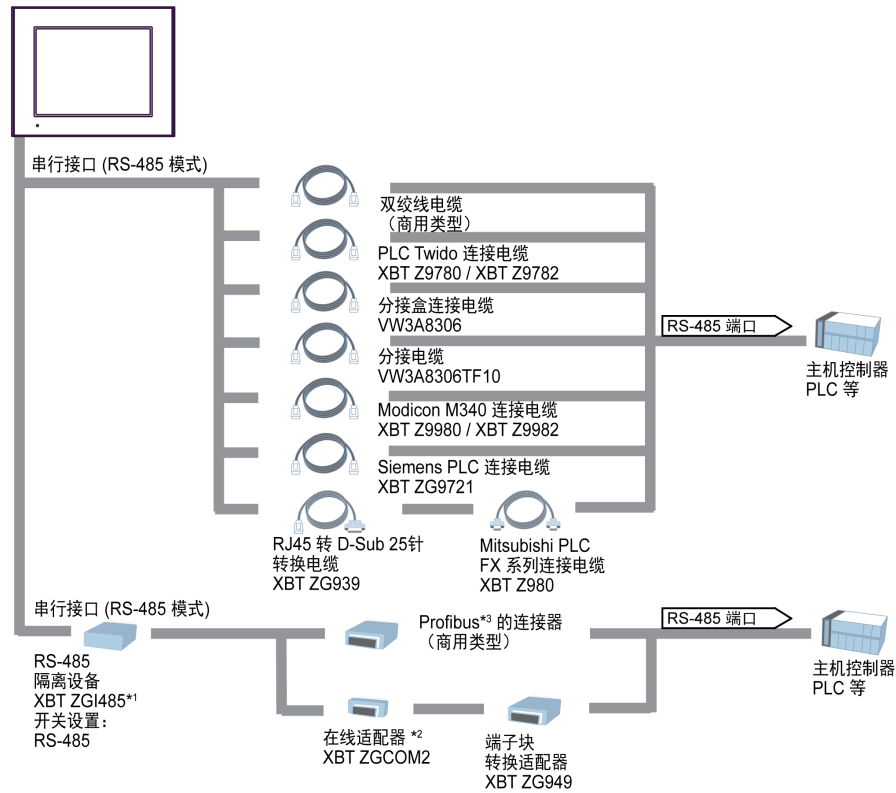 串行接口 (RS-485 模式)
双绞线电缆
（商用类型）
PLC Twido 连接电缆
XBT Z9780 / XBT Z9782
分接盒连接电缆
VW3A8306
RS-485 端口
分接电缆
VW3A8306TF10
主机控制器
PLC 等
Modicon M340 连接电缆
XBT Z9980 / XBT Z9982
Siemens PLC 连接电缆
XBT ZG9721
RJ45 转 D-Sub 25针
转换电缆
XBT ZG939
Mitsubishi PLC
FX 系列连接电缆
XBT Z980
串行接口 (RS-485 模式)
RS-485
隔离设备
XBT ZGI485*1
开关设置：
RS-485
Profibus*3 的连接器
（商用类型）
RS-485 端口
主机控制器
PLC 等
在线适配器 *2
XBT ZGCOM2
端子块
转换适配器
XBT ZG949